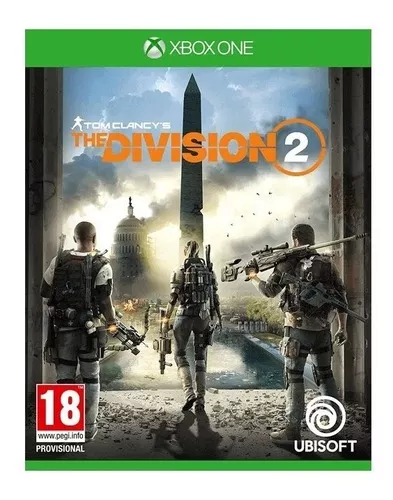 XBOX ONE
TOM CLANCY'S
THE DIVISION 2
18
www.pegi.info
PROVISIONAL
UBISOFT